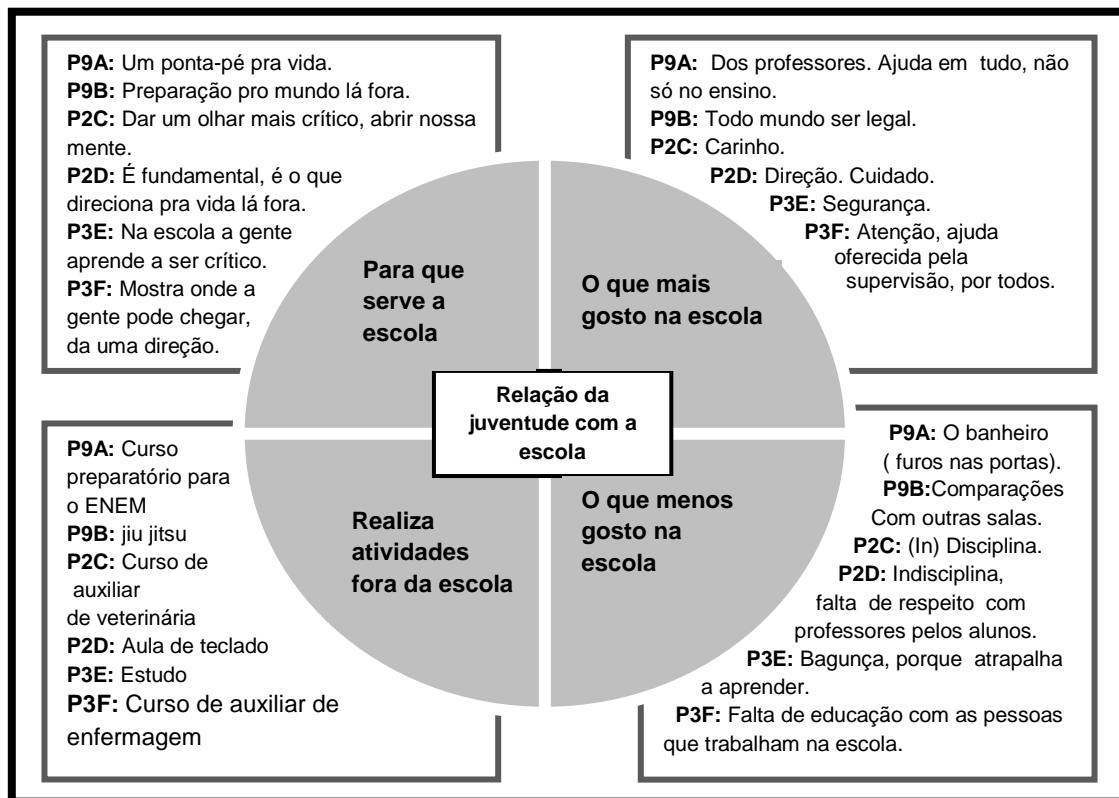 P9A: Um ponta-pé pra vida.
P9B: Preparação pro mundo lá fora.
P2C: Dar um olhar mais crítico, abrir nossa
mente.
P2D: É fundamental, é o que
direciona pra vida lá fora.
P3E: Na escola a gente
aprende a ser crítico.
P3F: Mostra onde a
gente pode chegar,
da uma direção.
P9A: Dos professores. Ajuda em tudo, não
só no ensino.
P9B: Todo mundo ser legal.
P2C: Carinho.
P2D: Direção. Cuidado.
P3E: Segurança.
P3F: Atenção, ajuda
oferecida pela
supervisão, por todos.
Para que
serve a
escola
O que mais
gosto na escola
Relação da
juventude com a
escola
Realiza
atividades
fora da escola
O que menos
gosto na
escola
P9A: Curso
preparatório para
o ENEM
P9B: jiu jitsu
P2C: Curso de
auxiliar
de veterinária
P2D: Aula de teclado
P3E: Estudo
P3F: Curso de auxiliar de
enfermagem
P9A: O banheiro
( furos nas portas).
P9B:Comparações
Com outras salas.
P2C: (In) Disciplina.
P2D: Indisciplina,
falta de respeito com
professores pelos alunos.
P3E: Bagunça, porque atrapalha
a aprender.
P3F: Falta de educação com as pessoas
que trabalham na escola.